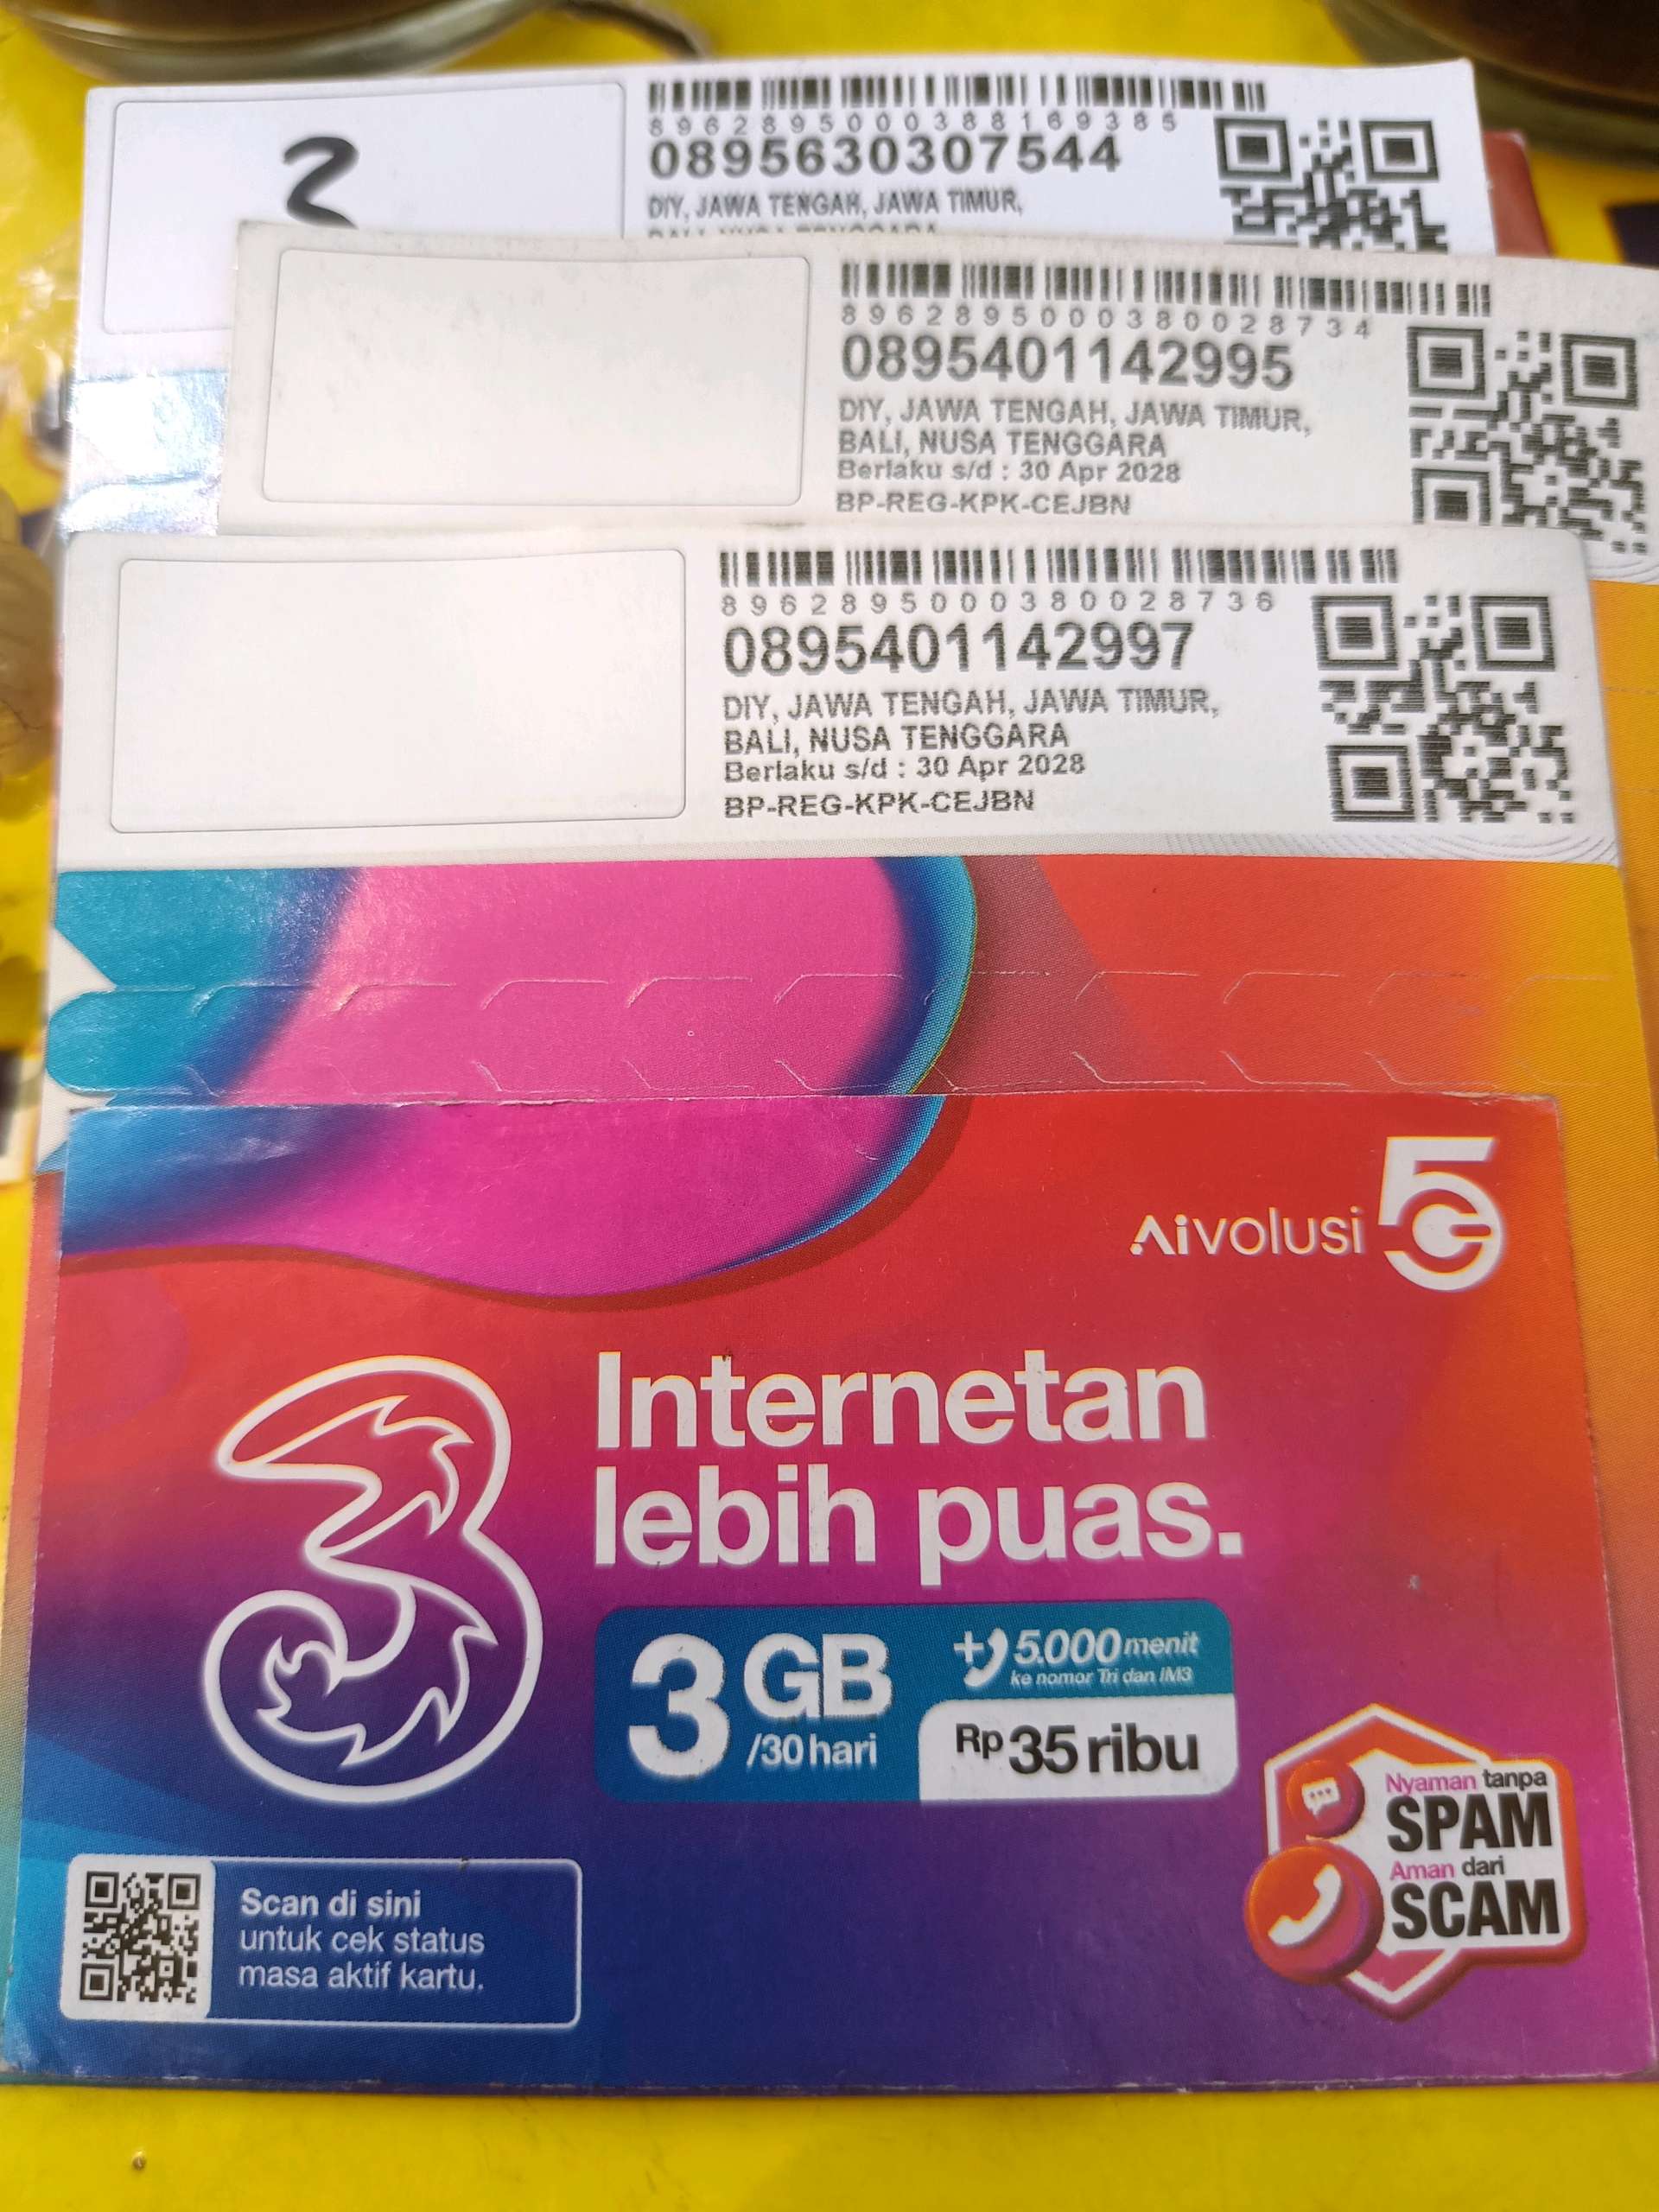 2
8962895000388169385
0895630307544
DIY, JAWA TENGAH, JAWA TIMUR,
8962895000380028734
0895401142995
DIY, JAWA TENGAH, JAWA TIMUR,
BALI, NUSA TENGGARA
Berlaku s/d : 30 Apr 2028
BP-REG-KPK-CEJBN
8962895000380028736
0895401142997
DIY, JAWA TENGAH, JAWA TIMUR,
BALI, NUSA TENGGARA
Berlaku s/d : 30 Apr 2028
BP-REG-KPK-CEJBN
Aivolusi 5G
3
Internetan
lebih puas.
3 GB
/30 hari
+ 5.000 menit
ke nomor Tri dan IM3
Rp 35 ribu
Nyaman tanpa
SPAM
Aman dari
SCAM
Scan di sini
untuk cek status
masa aktif kartu.